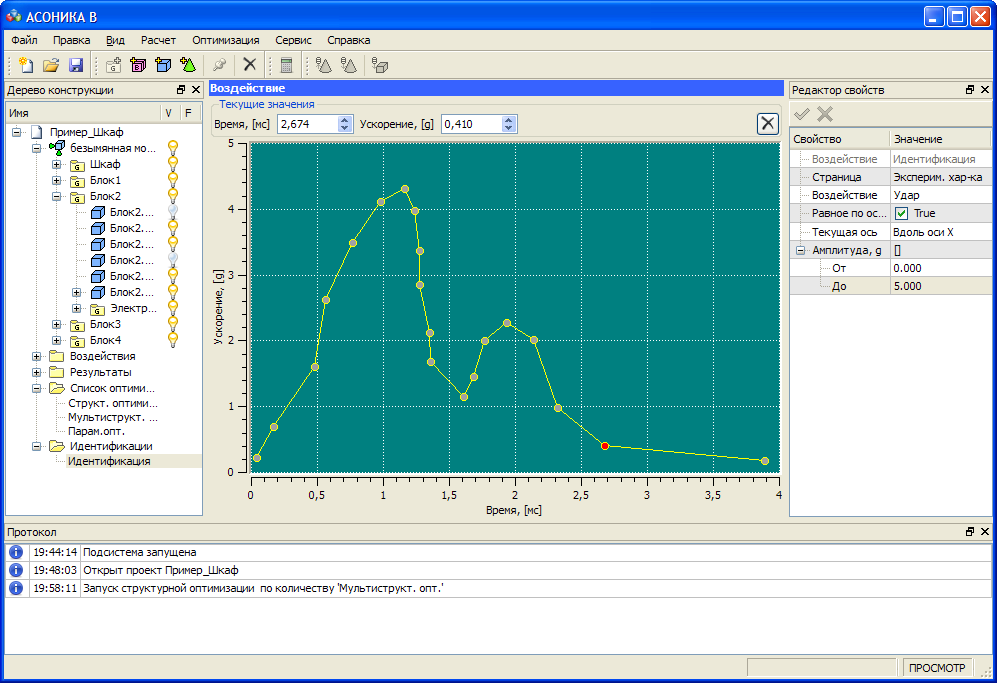 АСОНИКА В
Файл Правка Вид Расчет Оптимизация Сервис Справка
Дерево конструкции
Имя V F
Пример_Шкаф
безымянная мо...
Шкаф
Блок1
Блок2
Блок2....
Блок2....
Блок2....
Блок2....
Блок2....
Блок2....
Электр...
Блок3
Блок4
Воздействия
Результаты
Список оптими...
Структ. оптими...
Мультиструкт. ...
Парам.опт.
Идентификации
Идентификация
Воздействие
Текущие значения
Время, [мс] 2,674 Ускорение, [g] 0,410
Ускорение, [g]
5
4
3
2
1
0
0 0,5 1 1,5 2 2,5 3 3,5 4
Время, [мс]
Редактор свойств
Свойство Значение
Воздействие Идентификация
Страница Эксперим. хар-ка
Воздействие Удар
Равное по ос... True
Текущая ось Вдоль оси X
Амплитуда, g []
От 0.000
До 5.000
Протокол
19:44:14 Подсистема запущена
19:48:03 Открыт проект Пример_Шкаф
19:58:11 Запуск структурной оптимизации по количеству 'Мультиструкт. опт.'
ПРОСМОТР